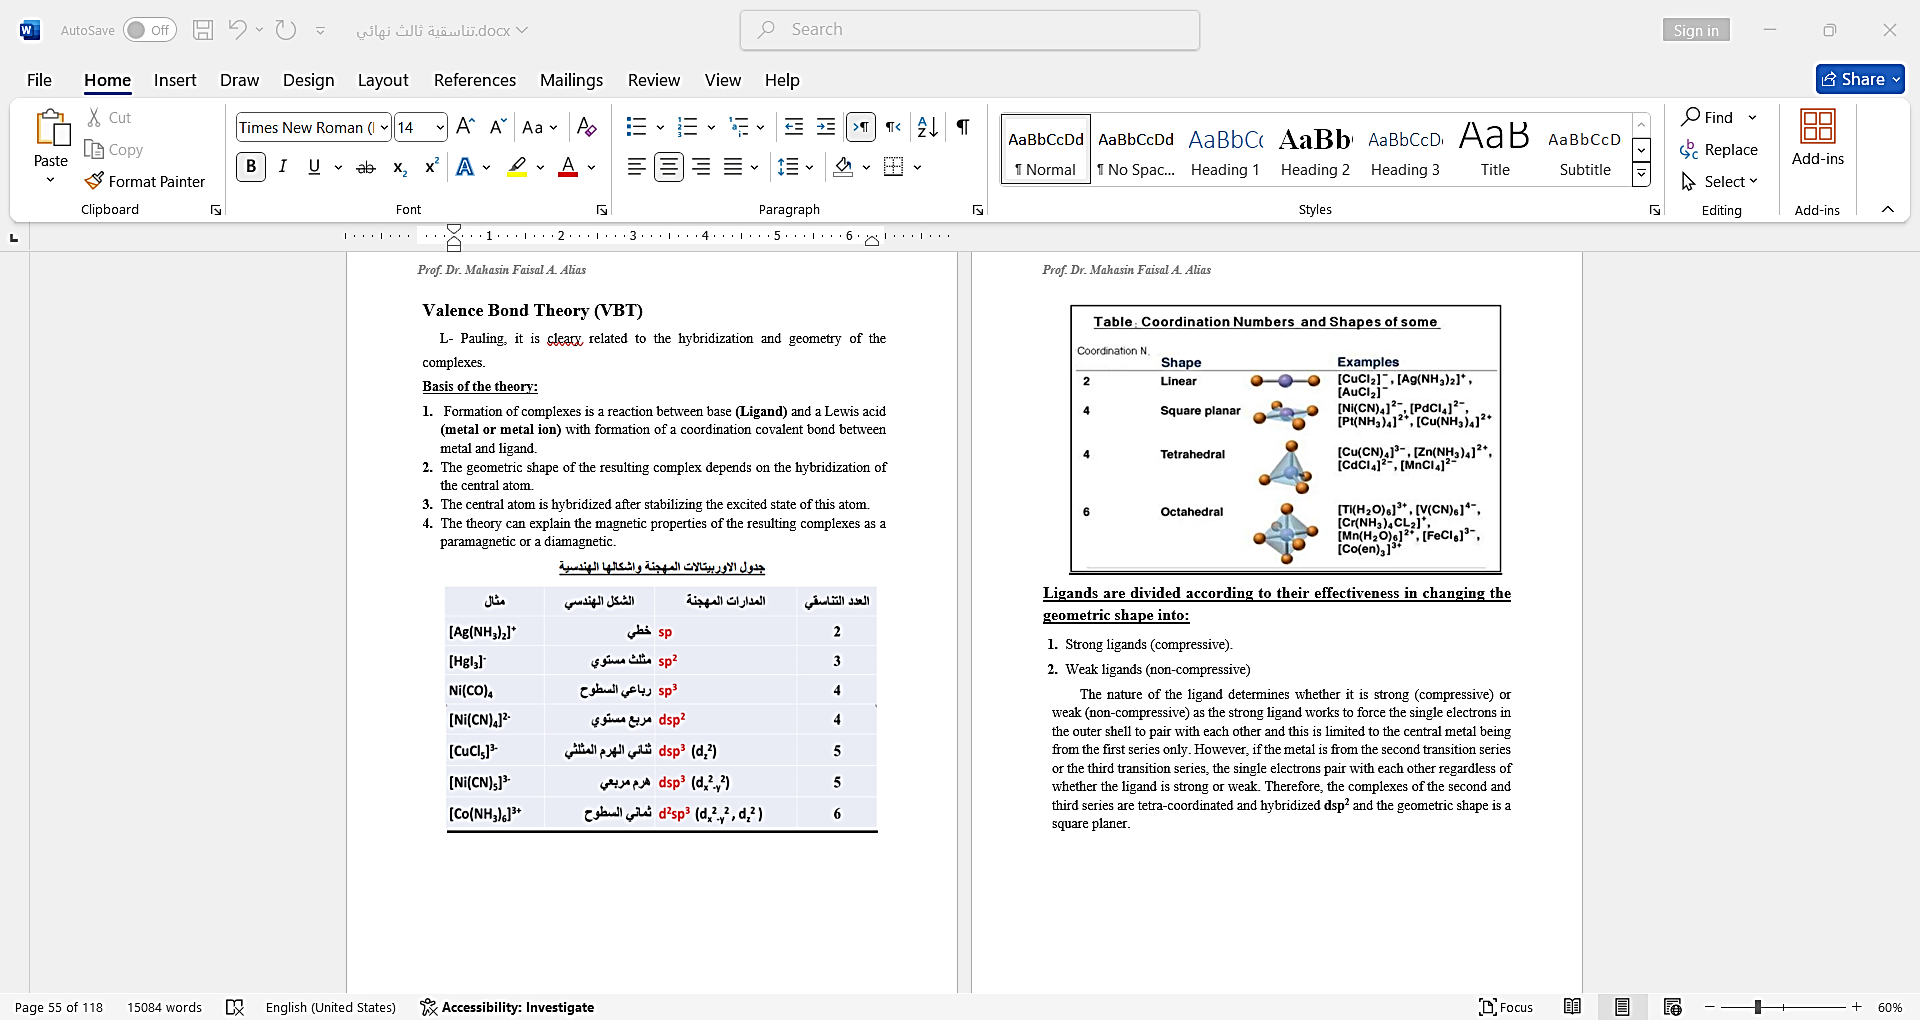 AutoSave Off تناسقية ثالث نهائي.docx Search Sign in
File Home Insert Draw Design Layout References Mailings Review View Help Share
Paste Cut Copy Format Painter Clipboard
Times New Roman ( 14 Font
Paragraph
AaBbCcDd ¶ Normal AaBbCcDd ¶ No Spac... AaBbC Heading 1 AaBb Heading 2 AaBbCcD Heading 3 AaB Title AaBbCcD Subtitle Styles
Find Replace Select Editing
Add-ins Add-ins
1 2 3 4 5 6
Prof. Dr. Mahasin Faisal A. Alias
Valence Bond Theory (VBT)
L- Pauling, it is cleary related to the hybridization and geometry of the
complexes.
Basis of the theory:
1. Formation of complexes is a reaction between base (Ligand) and a Lewis acid
(metal or metal ion) with formation of a coordination covalent bond between
metal and ligand.
2. The geometric shape of the resulting complex depends on the hybridization of
the central atom.
3. The central atom is hybridized after stabilizing the excited state of this atom.
4. The theory can explain the magnetic properties of the resulting complexes as a
paramagnetic or a diamagnetic.
جدول الاوربيتالات المهجنة واشكالها الهندسية
العدد التناسقي المدارات المهجنة الشكل الهندسي مثال
2 sp خطي [Ag(NH₃)₂]⁺
3 sp² مثلث مستوي [HgI₃]⁻
4 sp³ رباعي السطوح Ni(CO)₄
4 dsp² مربع مستوي [Ni(CN)₄]²⁻
5 dsp³ (dz²) ثنائي الهرم المثلثي [CuCl₅]³⁻
5 dsp³ (dx²-y²) هرم مربعي [Ni(CN)₅]³⁻
6 d²sp³ (dx²-y², dz²) ثماني السطوح [Co(NH₃)₆]³⁺
Prof. Dr. Mahasin Faisal A. Alias
Table: Coordination Numbers and Shapes of some
Coordination N. Shape Examples
2 Linear [CuCl₂]⁻, [Ag(NH₃)₂]⁺,
[AuCl₂]⁻
4 Square planar [Ni(CN)₄]²⁻, [PdCl₄]²⁻,
[Pt(NH₃)₄]²⁺, [Cu(NH₃)₄]²⁺
4 Tetrahedral [Cu(CN)₄]³⁻, [Zn(NH₃)₄]²⁺,
[CdCl₄]²⁻, [MnCl₄]²⁻
6 Octahedral [Ti(H₂O)₆]³⁺, [V(CN)₆]⁴⁻,
[Cr(NH₃)₄CL₂]⁺,
[Mn(H₂O)₆]²⁺, [FeCl₆]³⁻,
[Co(en)₃]³⁺
Ligands are divided according to their effectiveness in changing the
geometric shape into:
1. Strong ligands (compressive).
2. Weak ligands (non-compressive)
The nature of the ligand determines whether it is strong (compressive) or
weak (non-compressive) as the strong ligand works to force the single electrons in
the outer shell to pair with each other and this is limited to the central metal being
from the first series only. However, if the metal is from the second transition series
or the third transition series, the single electrons pair with each other regardless of
whether the ligand is strong or weak. Therefore, the complexes of the second and
third series are tetra-coordinated and hybridized dsp² and the geometric shape is a
square planer.
Page 55 of 118 15084 words English (United States) Accessibility: Investigate Focus 60%